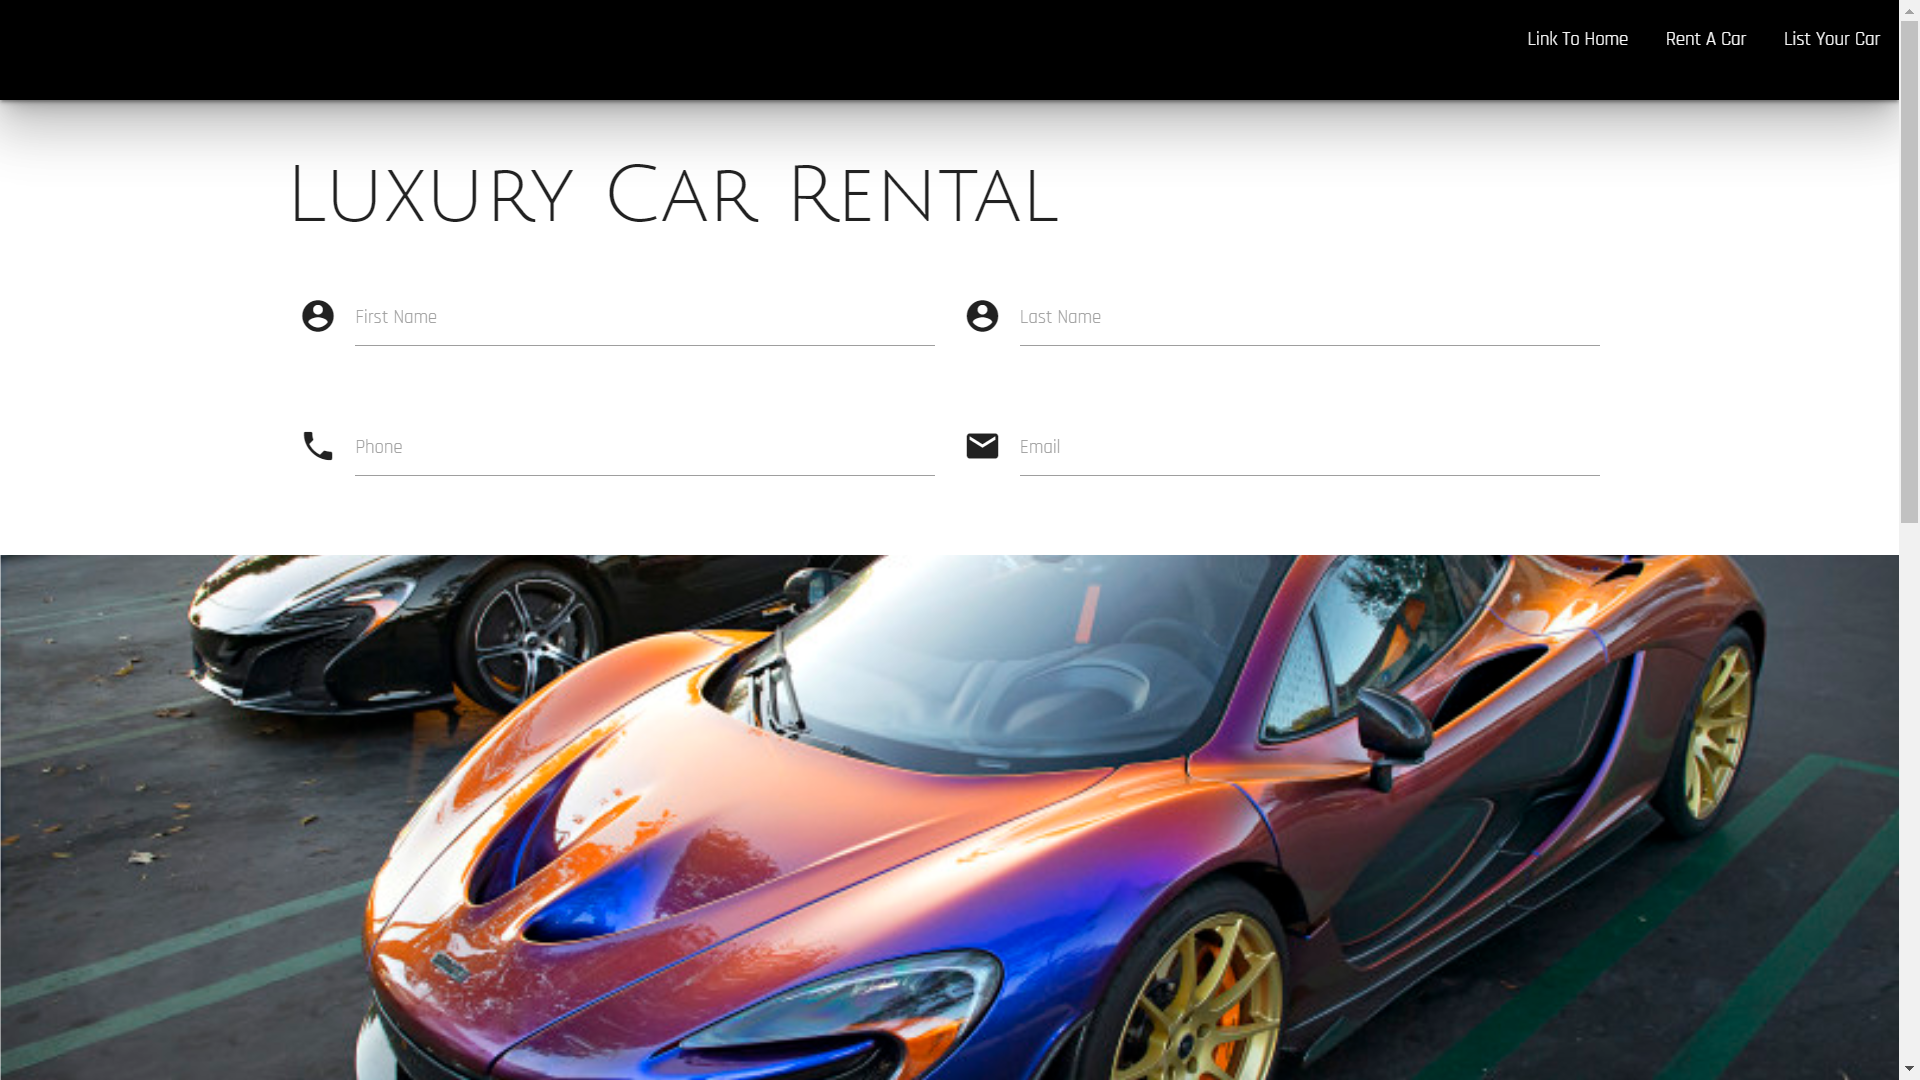 Link To Home Rent A Car List Your Car
Luxury Car Rental
First Name Last Name
Phone Email